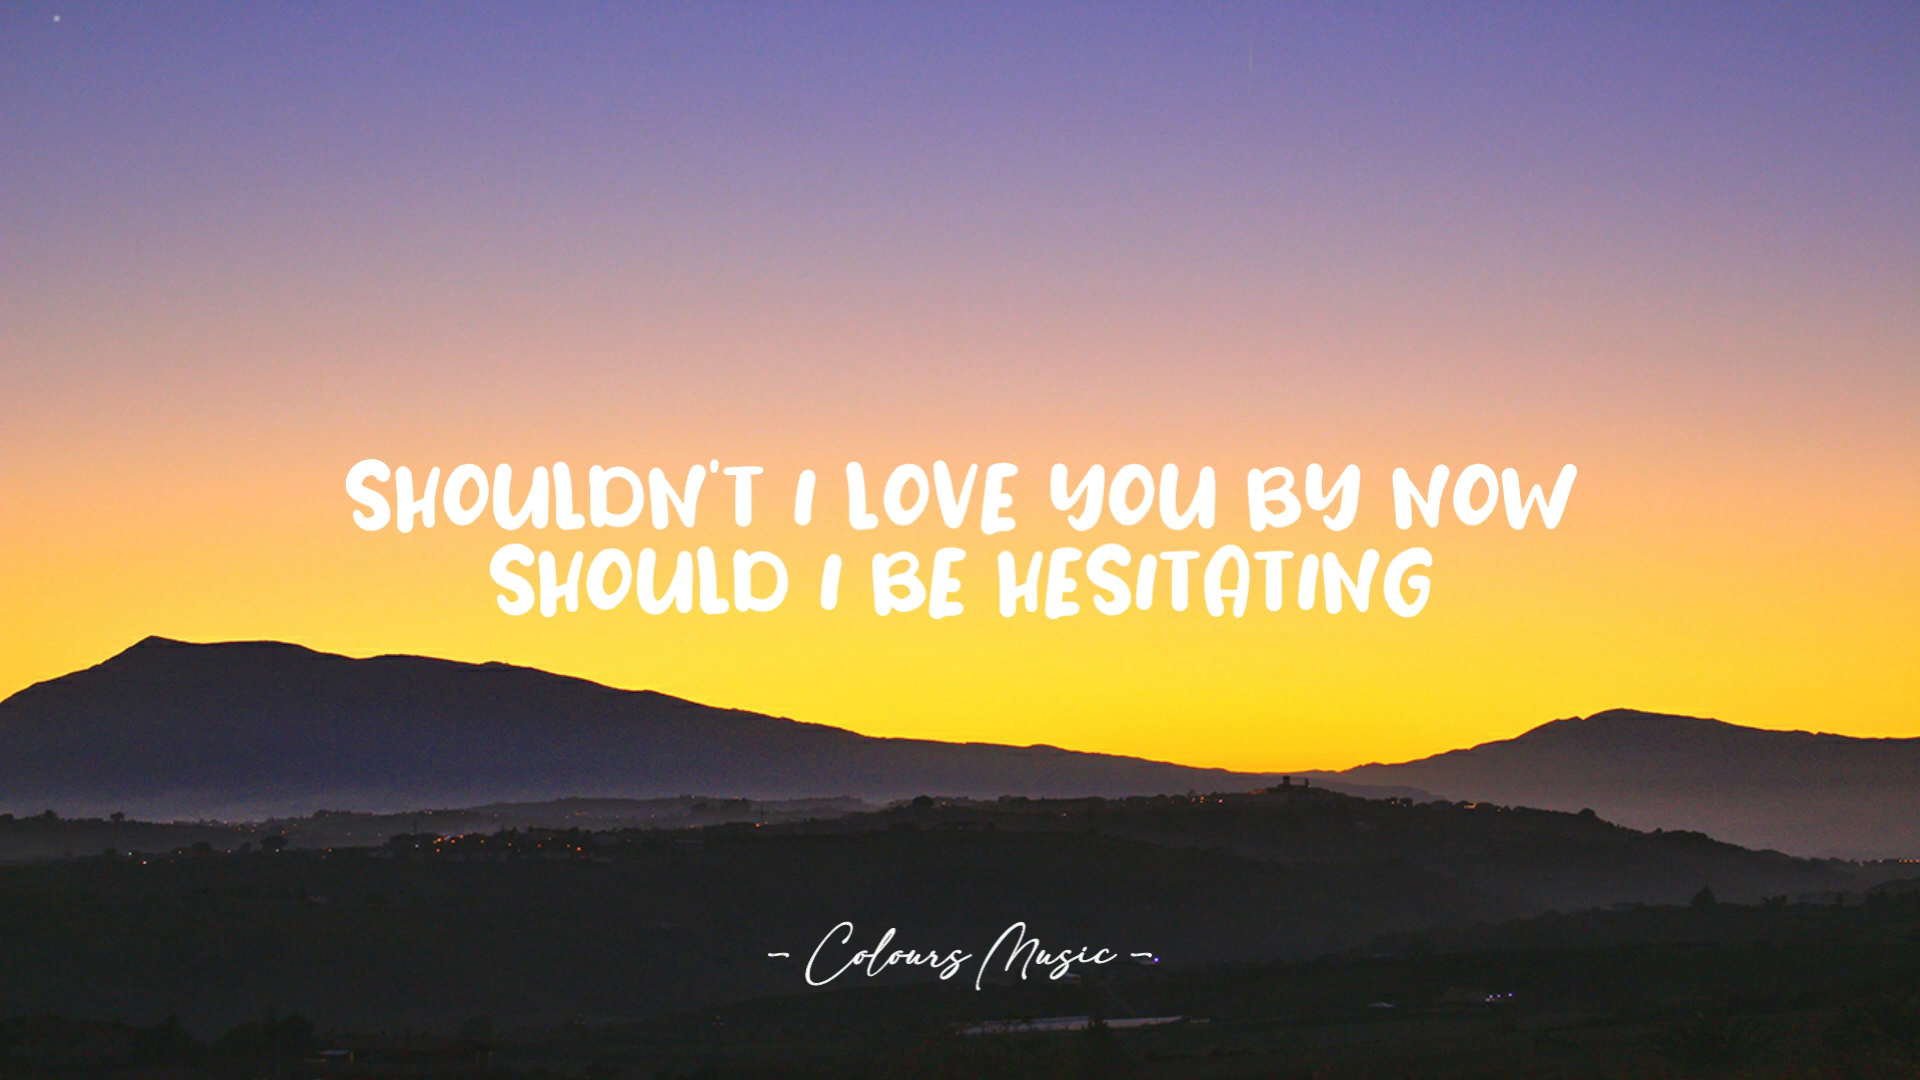 SHOULDN'T I LOVE YOU BY NOW
SHOULD I BE HESITATING
- Colours Music -